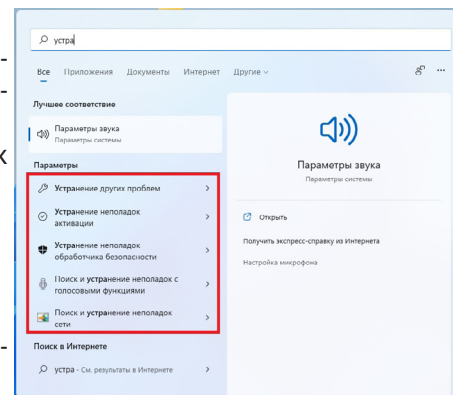 устра
Все Приложения Документы Интернет Другие
Лучшее соответствие
Параметры звука
Параметры системы
Параметры
Устранение других проблем
Устранение неполадок
активации
Устранение неполадок
обработчика безопасности
Поиск и устранение неполадок с
голосовыми функциями
Поиск и устранение неполадок
сети
Поиск в Интернете
устра - См. результаты в Интернете
Параметры звука
Параметры системы
Открыть
Получить экспресс-справку из Интернета
Настройка микрофона